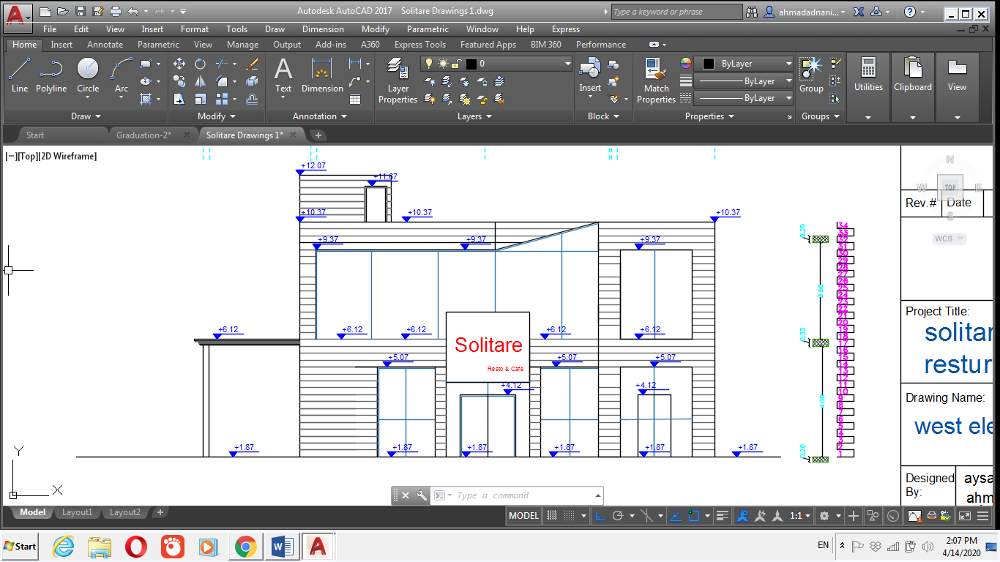 Autodesk AutoCAD 2017 Solitare Drawings 1.dwg
Type a keyword or phrase
ahmadadnani...
File Edit View Insert Format Tools Draw Dimension Modify Parametric Window Help Express
Home Insert Annotate Parametric View Manage Output Add-ins A360 Express Tools Featured Apps BIM 360 Performance
Line Polyline Circle Arc
Text Dimension
Layer Properties
0
Insert
Match Properties
ByLayer
ByLayer
ByLayer
Group
Utilities Clipboard View
Draw Modify Annotation Layers Block Properties Groups
Start Graduation-2* Solitare Drawings 1*
[−][Top][2D Wireframe]
+12.07
+11.67
+10.37 +10.37 +10.37
+9.37 +9.37 +9.37
+6.12 +6.12 +6.12 +6.12 +6.12
Solitare
Resto & Cafe
+5.07 +5.07 +5.07
+4.12 +4.12
+1.87 +1.87 +1.87 +1.87 +1.87 +1.87
0.25
3.60
0.25
4.00
0.20
34
33
32
31
30
29
28
27
26
25
24
23
22
21
20
19
18
17
16
15
14
13
12
11
10
9
8
7
6
5
4
3
2
1
N
W TOP E
S
WCS
Rev.# Date
Project Title:
solitar
restur
Drawing Name:
west ele
Designed By:
aysa
ahm
Y
X
Type a command
Model Layout1 Layout2
MODEL 1:1
Start
EN
2:07 PM
4/14/2020